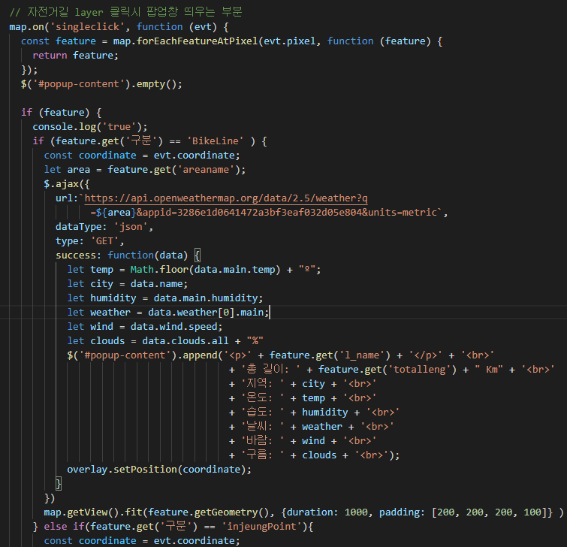 // 자전거길 layer 클릭시 팝업창 띄우는 부분
map.on('singleclick', function (evt) {
const feature = map.forEachFeatureAtPixel(evt.pixel, function (feature) {
return feature;
});
$('#popup-content').empty();
if (feature) {
console.log('true');
if (feature.get('구분') == 'BikeLine' ) {
const coordinate = evt.coordinate;
let area = feature.get('areaname');
$.ajax({
url:`https://api.openweathermap.org/data/2.5/weather?q
=${area}&appid=3286e1d0641472a3bf3eaf032d05e804&units=metric`,
dataType: 'json',
type: 'GET',
success: function(data) {
let temp = Math.floor(data.main.temp) + "º";
let city = data.name;
let humidity = data.main.humidity;
let weather = data.weather[0].main;
let wind = data.wind.speed;
let clouds = data.clouds.all + "%"
$('#popup-content').append('<p>' + feature.get('l_name') + '</p>' + '<br>'
+ '총 길이: ' + feature.get('totalleng') + " Km" + '<br>'
+ '지역: ' + city + '<br>'
+ '온도: ' + temp + '<br>'
+ '습도: ' + humidity + '<br>'
+ '날씨: ' + weather + '<br>'
+ '바람: ' + wind + '<br>'
+ '구름: ' + clouds + '<br>');
overlay.setPosition(coordinate);
}
})
map.getView().fit(feature.getGeometry(), {duration: 1000, padding: [200, 200, 200, 100]} )
} else if(feature.get('구분') == 'injeungPoint'){
const coordinate = evt.coordinate;